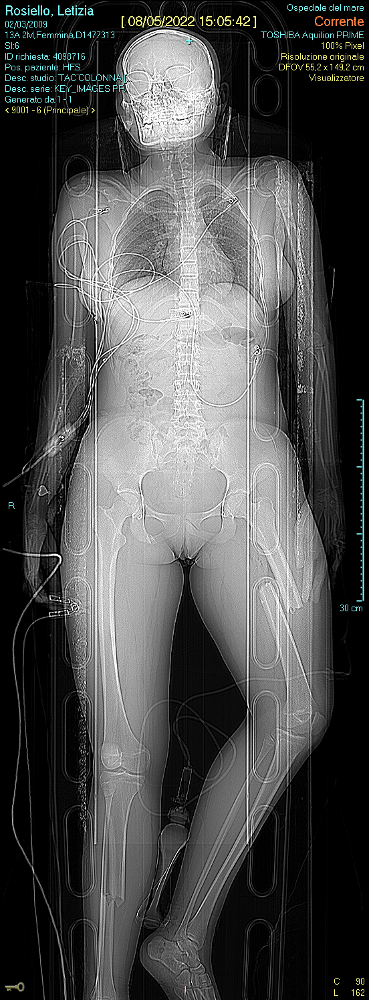 Rosiello, Letizia
02/03/2009
13A 2M,Femmina,D1477313
SI:6
ID richiesta: 4098716
Pos. paziente: HFS
Desc. studio: TAC COLONNA [...
Desc. serie: KEY_IMAGES PR
Generato da:1 - 1
< 9001 - 6 (Principale) >
[ 08/05/2022 15:05:42 ]
Ospedale del mare
Corrente
TOSHIBA Aquilion PRIME
100% Pixel
Risoluzione originale
DFOV 55,2 x 149,2 cm
Visualizzatore
R
30 cm
C 90
L 162